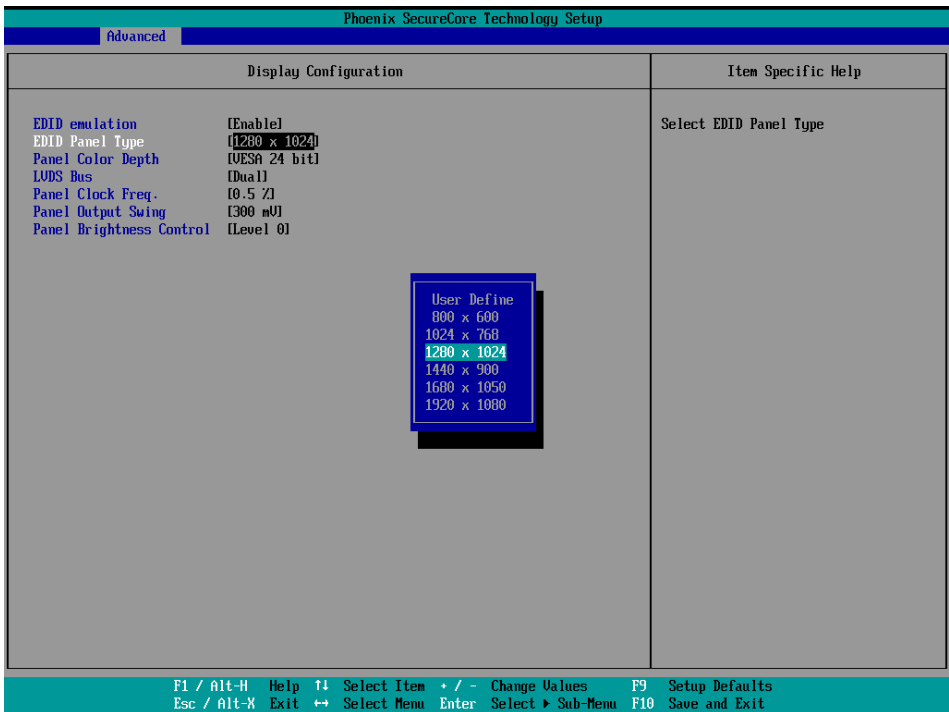 Phoenix SecureCore Technology Setup
Advanced
Display Configuration
Item Specific Help
EDID emulation [Enable]
EDID Panel Type [1280 x 1024]
Panel Color Depth [VESA 24 bit]
LVDS Bus [Dual]
Panel Clock Freq. [0.5 %]
Panel Output Swing [300 mV]
Panel Brightness Control [Level 0]
Select EDID Panel Type
User Define
800 x 600
1024 x 768
1280 x 1024
1440 x 900
1680 x 1050
1920 x 1080
F1 / Alt-H Help ↑↓ Select Item + / - Change Values F9 Setup Defaults
Esc / Alt-X Exit ↔ Select Menu Enter Select ▶ Sub-Menu F10 Save and Exit